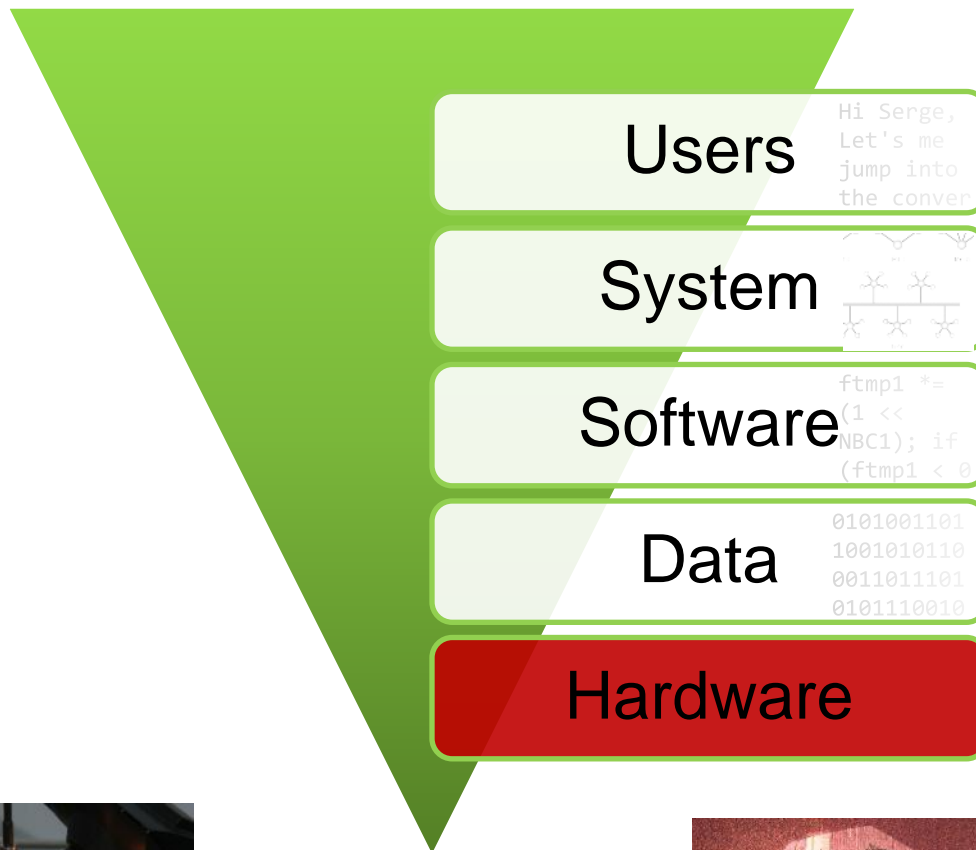 Users
Hi Serge,
Let's me
jump into
the conver
System
Software
ftmp1 *=
(1 <<
NBC1); if
(ftmp1 < 0
Data
0101001101
1001010110
0011011101
0101110010
Hardware